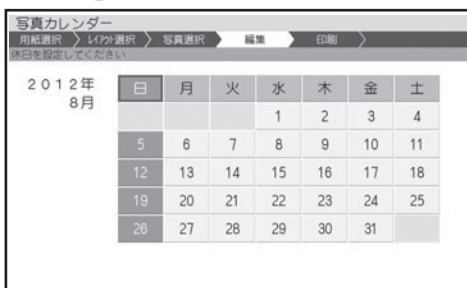 写真カレンダー
用紙選択 〉 レイアウト選択 〉 写真選択 編集 印刷 〉
休日を設定してください
2012年
8月
日 月 火 水 木 金 土
1 2 3 4
5 6 7 8 9 10 11
12 13 14 15 16 17 18
19 20 21 22 23 24 25
26 27 28 29 30 31